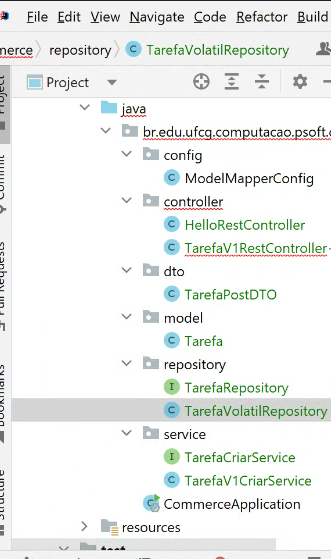 File Edit View Navigate Code Refactor Build
merce repository TarefaVolatilRepository
Project
Project
java
br.edu.ufcg.computacao.psoft.c
config
ModelMapperConfig
controller
HelloRestController
TarefaV1RestController
dto
TarefaPostDTO
model
Tarefa
repository
TarefaRepository
TarefaVolatilRepository
service
TarefaCriarService
TarefaV1CriarService
CommerceApplication
resources
test
Commit
Pull Requests
Bookmarks
Structure